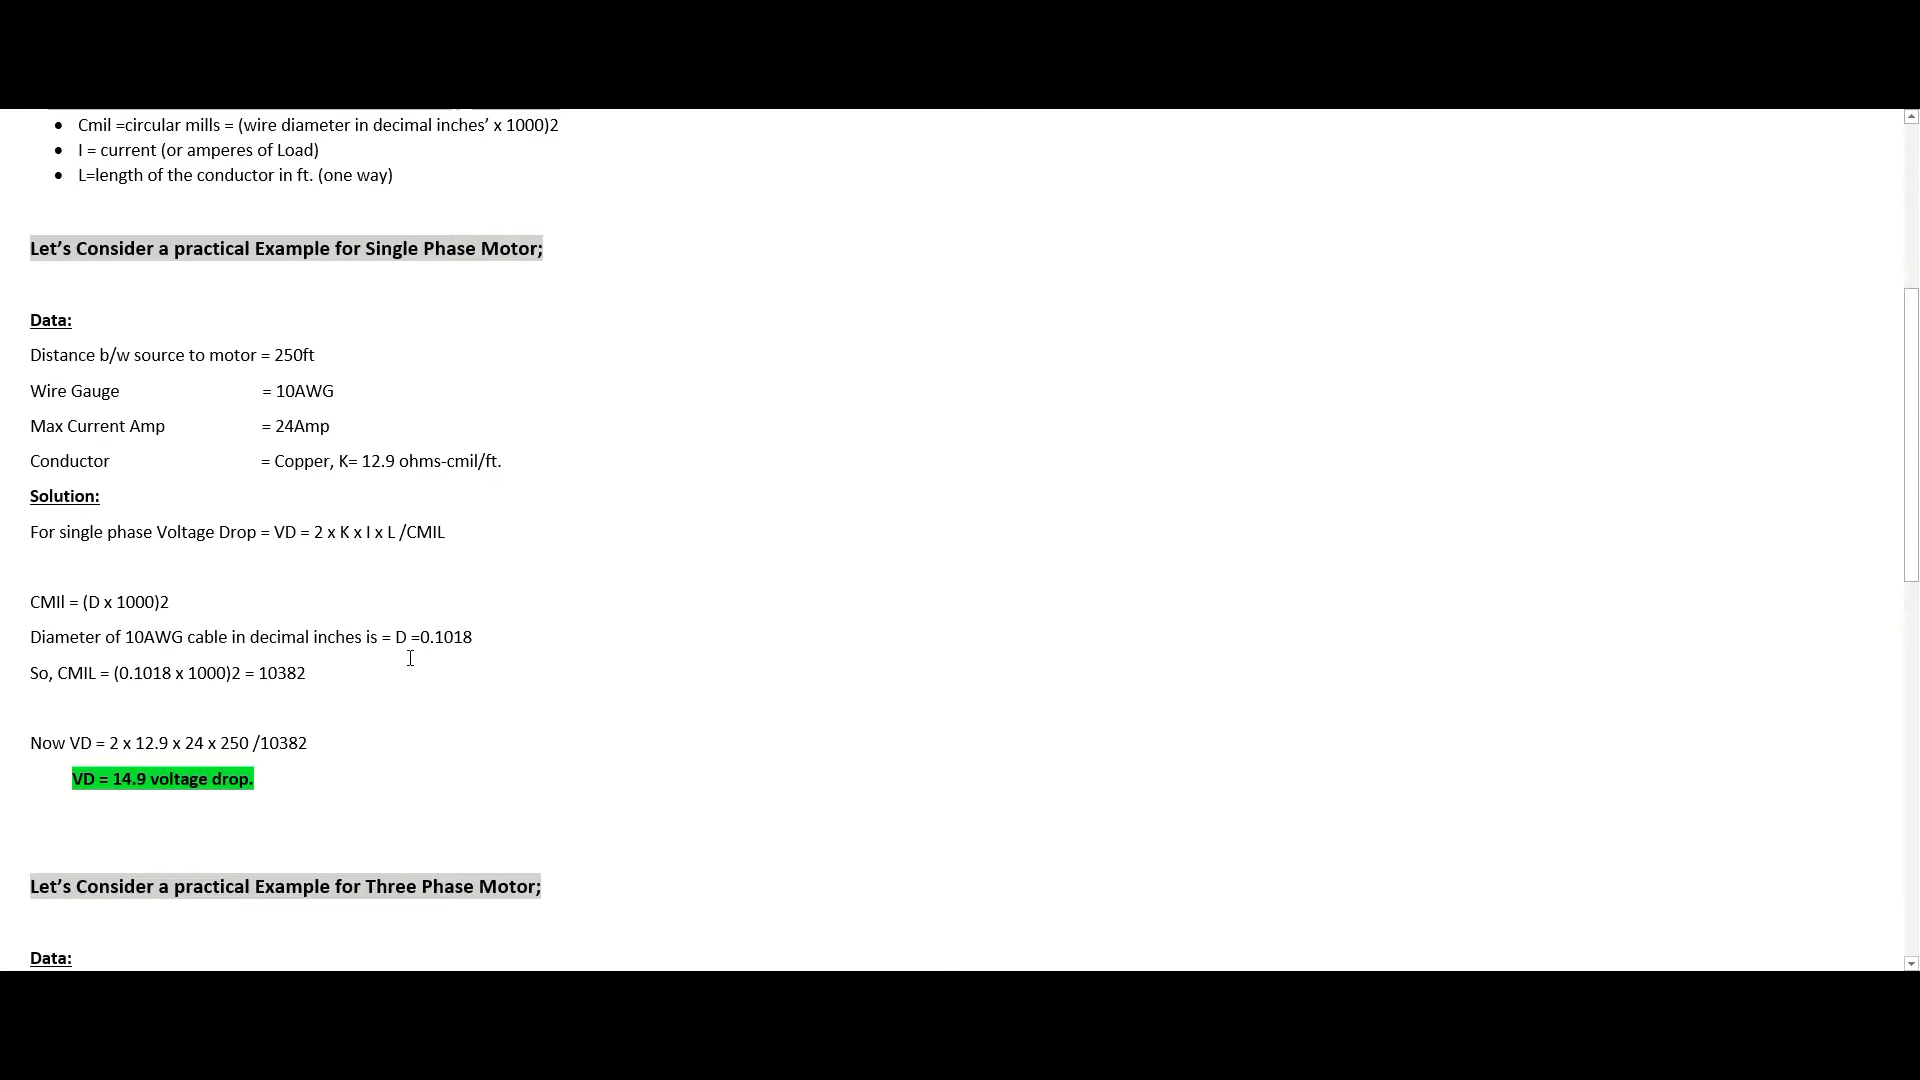 Cmil =circular mills = (wire diameter in decimal inches’ x 1000)2
I = current (or amperes of Load)
L=length of the conductor in ft. (one way)
Let’s Consider a practical Example for Single Phase Motor;
Data:
Distance b/w source to motor = 250ft
Wire Gauge = 10AWG
Max Current Amp = 24Amp
Conductor = Copper, K= 12.9 ohms-cmil/ft.
Solution:
For single phase Voltage Drop = VD = 2 x K x I x L /CMIL
CMIl = (D x 1000)2
Diameter of 10AWG cable in decimal inches is = D =0.1018
So, CMIL = (0.1018 x 1000)2 = 10382
Now VD = 2 x 12.9 x 24 x 250 /10382
VD = 14.9 voltage drop.
Let’s Consider a practical Example for Three Phase Motor;
Data: